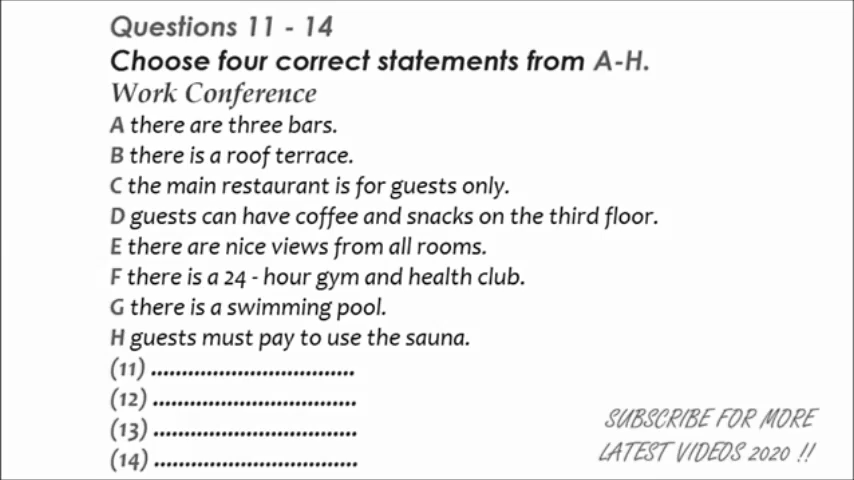 Questions 11 - 14
Choose four correct statements from A-H.
Work Conference
A there are three bars.
B there is a roof terrace.
C the main restaurant is for guests only.
D guests can have coffee and snacks on the third floor.
E there are nice views from all rooms.
F there is a 24 - hour gym and health club.
G there is a swimming pool.
H guests must pay to use the sauna.
(11) ..................................
(12) ..................................
(13) ..................................
(14) ..................................
SUBSCRIBE FOR MORE
LATEST VIDEOS 2020 !!